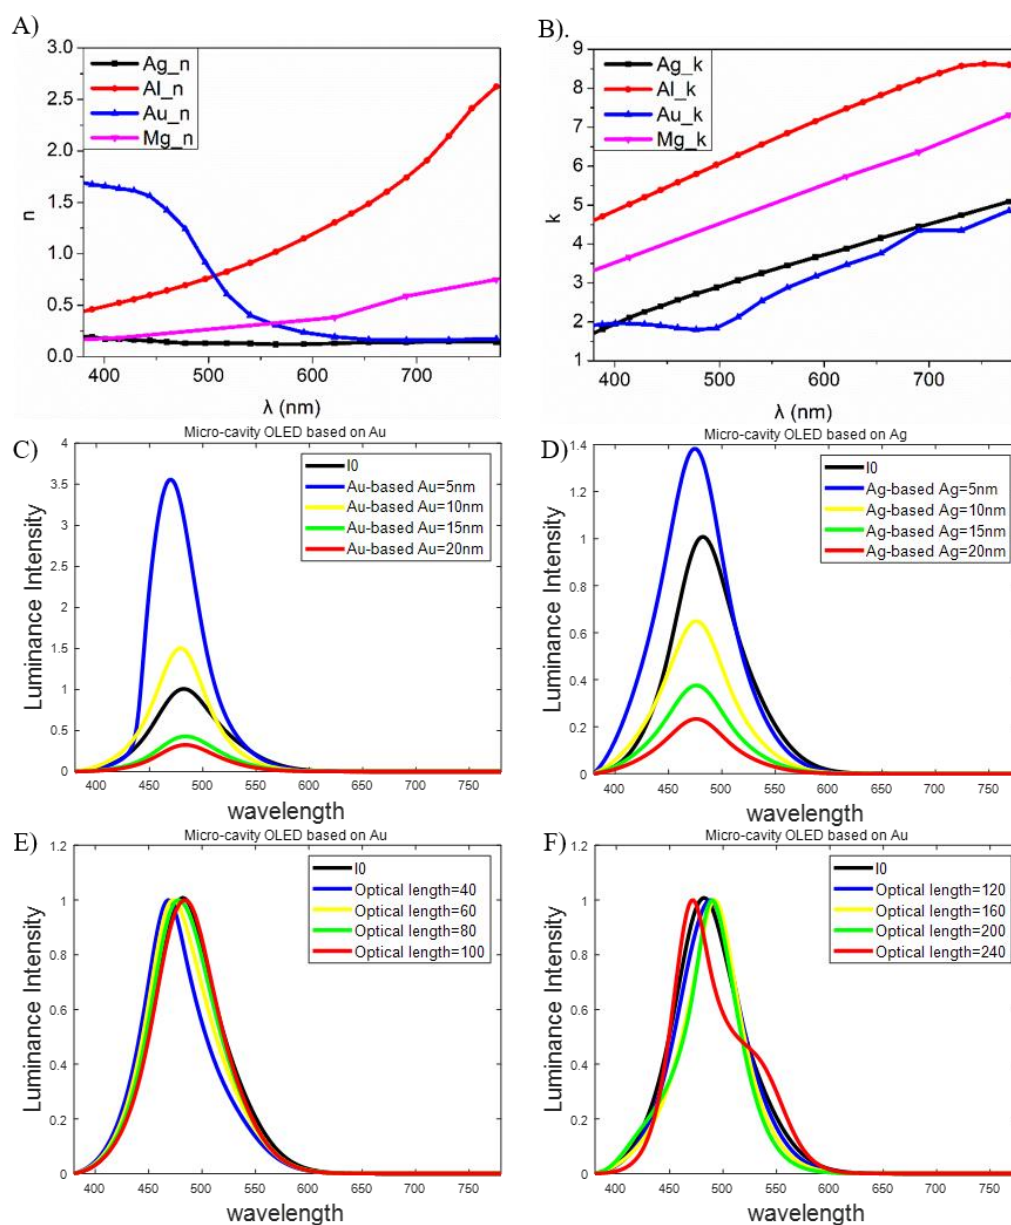 A)
3.0
2.5
2.0
1.5
1.0
0.5
0.0
n
Ag_n
Al_n
Au_n
Mg_n
400
500
600
700
λ (nm)
B).
9
8
7
6
5
4
3
2
1
k
Ag_k
Al_k
Au_k
Mg_k
400
500
600
700
λ (nm)
C)
Micro-cavity OLED based on Au
4
3.5
3
2.5
2
1.5
1
0.5
0
Luminance Intensity
I0
Au-based Au=5nm
Au-based Au=10nm
Au-based Au=15nm
Au-based Au=20nm
400
450
500
550
600
650
700
750
wavelength
D)
Micro-cavity OLED based on Ag
1.4
1.2
1
0.8
0.6
0.4
0.2
0
Luminance Intensity
I0
Ag-based Ag=5nm
Ag-based Ag=10nm
Ag-based Ag=15nm
Ag-based Ag=20nm
400
450
500
550
600
650
700
750
wavelength
E)
Micro-cavity OLED based on Au
1.2
1
0.8
0.6
0.4
0.2
0
Luminance Intensity
I0
Optical length=40
Optical length=60
Optical length=80
Optical length=100
400
450
500
550
600
650
700
750
wavelength
F)
Micro-cavity OLED based on Au
1.2
1
0.8
0.6
0.4
0.2
0
Luminance Intensity
I0
Optical length=120
Optical length=160
Optical length=200
Optical length=240
400
450
500
550
600
650
700
750
wavelength